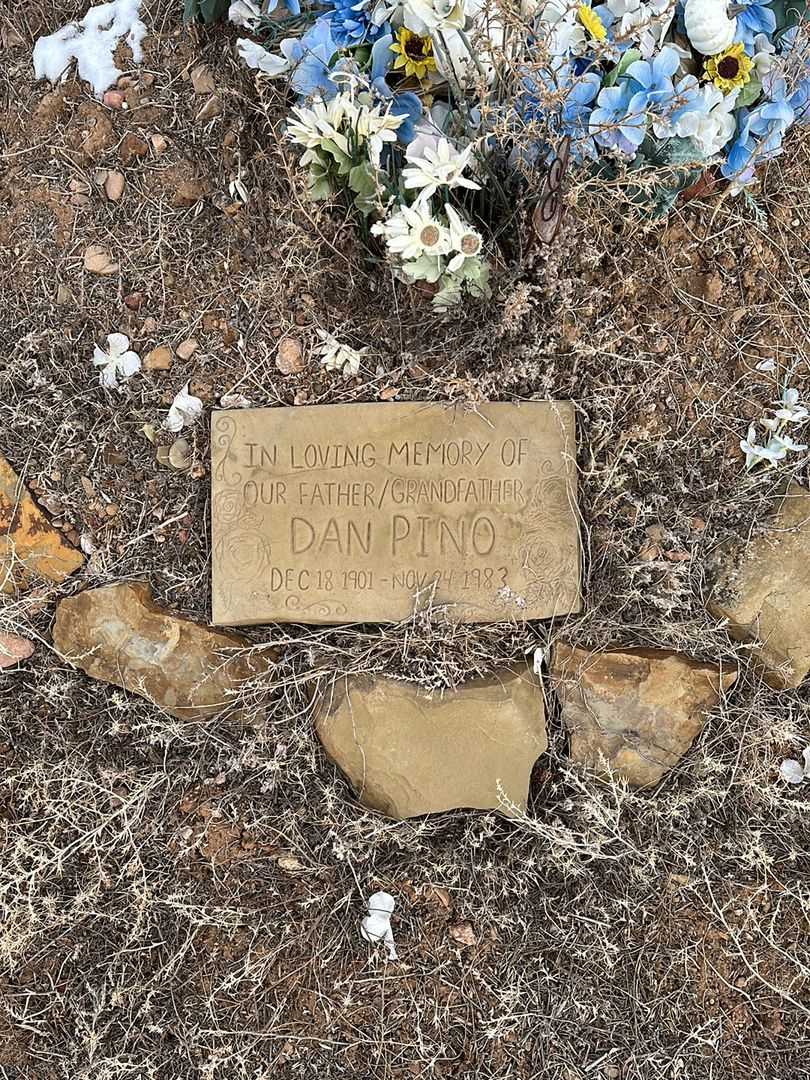 IN LOVING MEMORY OF
OUR FATHER/GRANDFATHER
DAN PINO
DEC 18 1901 - NOV 24 1983